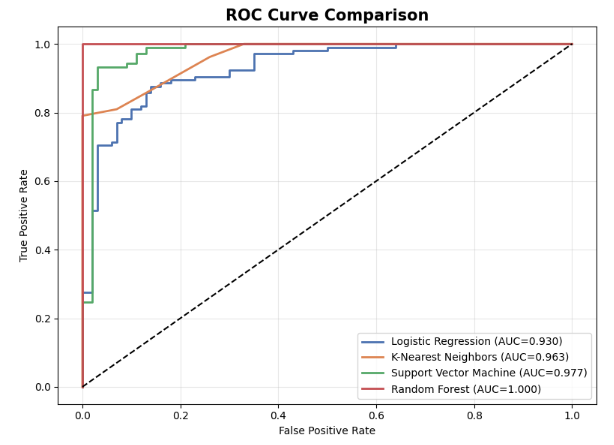 ROC Curve Comparison
True Positive Rate
1.0
0.8
0.6
0.4
0.2
0.0
0.0 0.2 0.4 0.6 0.8 1.0
False Positive Rate
Logistic Regression (AUC=0.930)
K-Nearest Neighbors (AUC=0.963)
Support Vector Machine (AUC=0.977)
Random Forest (AUC=1.000)